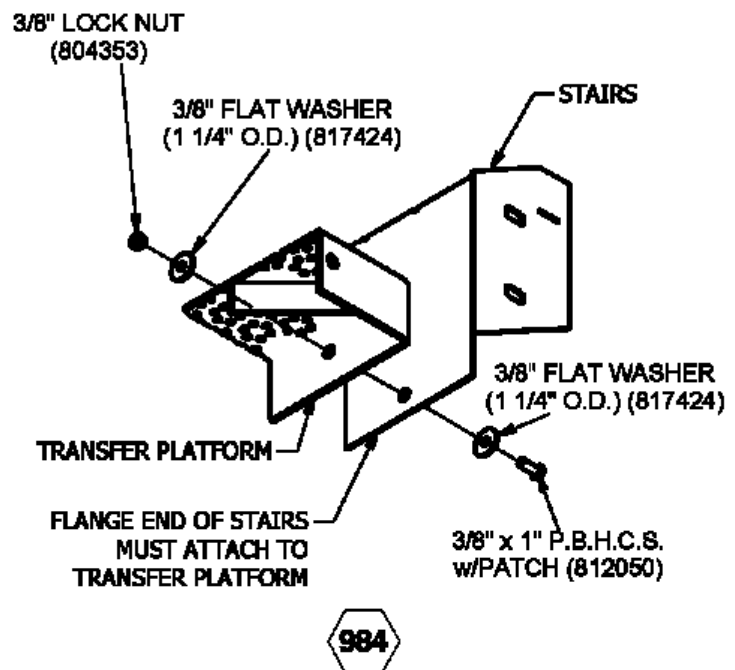 3/8" LOCK NUT
(804353)
3/8" FLAT WASHER
(1 1/4" O.D.) (817424)
STAIRS
3/8" FLAT WASHER
(1 1/4" O.D.) (817424)
TRANSFER PLATFORM
FLANGE END OF STAIRS
MUST ATTACH TO
TRANSFER PLATFORM
3/8" x 1" P.B.H.C.S.
w/PATCH (812050)
984